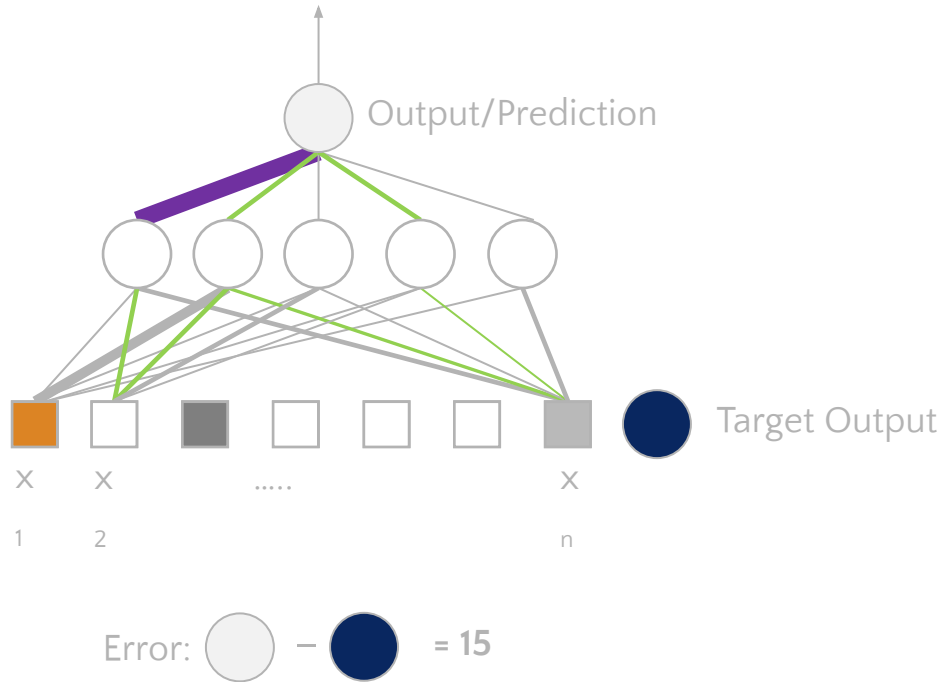 Output/Prediction
Target Output
x x ..... x
1 2 n
Error: – = 15